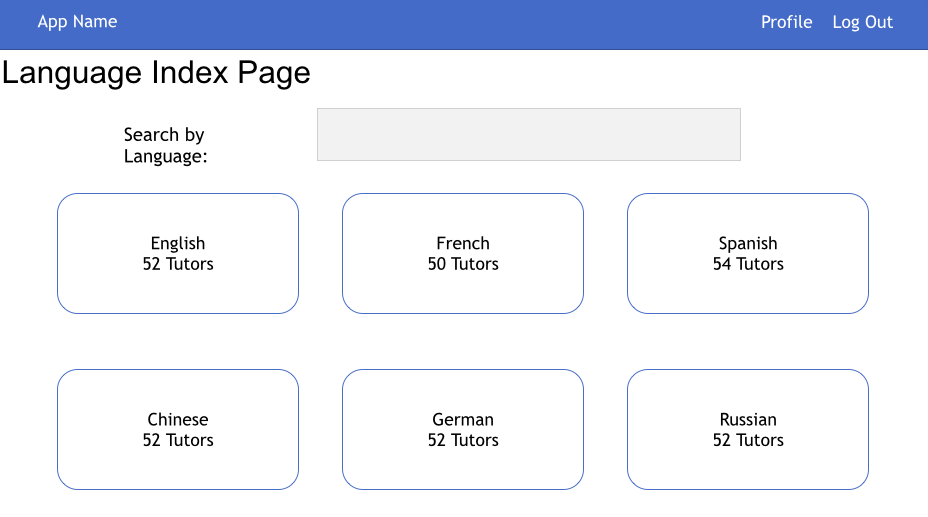 App Name
Profile
Log Out
Language Index Page
Search by
Language:
English
52 Tutors
French
50 Tutors
Spanish
54 Tutors
Chinese
52 Tutors
German
52 Tutors
Russian
52 Tutors